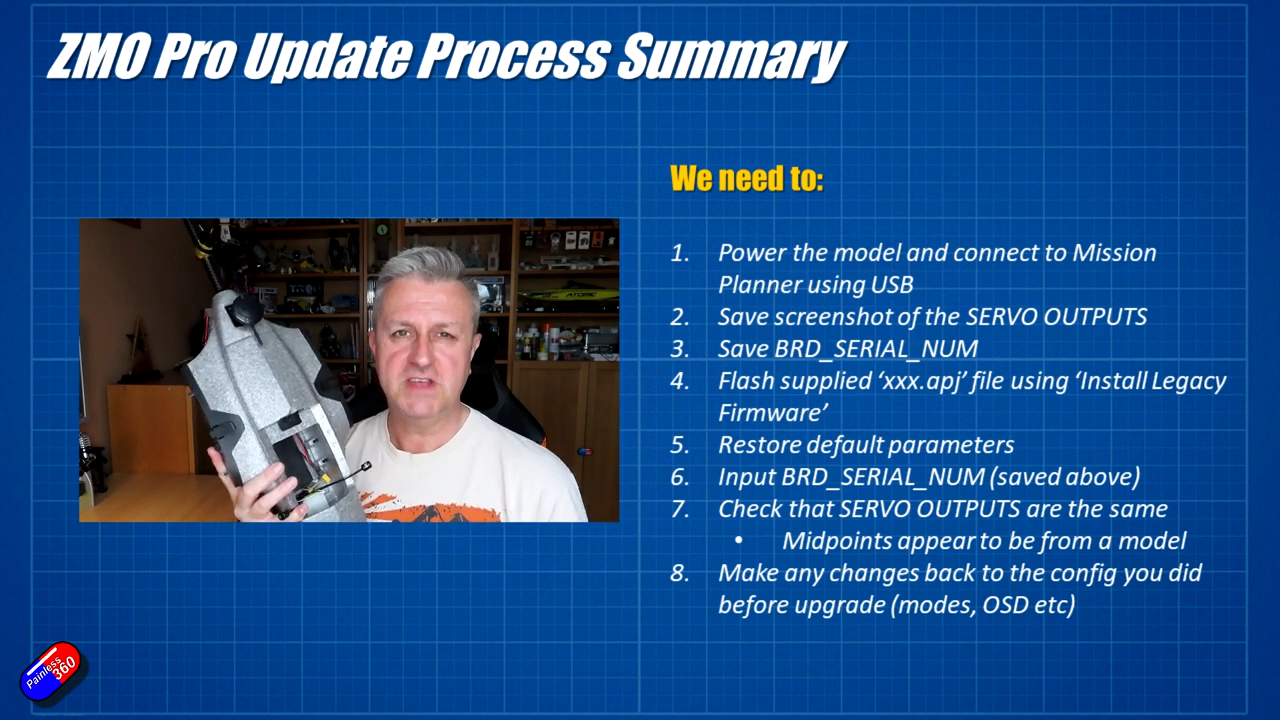 ZMO Pro Update Process Summary
We need to:
1. Power the model and connect to Mission
Planner using USB
2. Save screenshot of the SERVO OUTPUTS
3. Save BRD_SERIAL_NUM
4. Flash supplied ‘xxx.apj’ file using ‘Install Legacy
Firmware’
5. Restore default parameters
6. Input BRD_SERIAL_NUM (saved above)
7. Check that SERVO OUTPUTS are the same
• Midpoints appear to be from a model
8. Make any changes back to the config you did
before upgrade (modes, OSD etc)
Painless
360